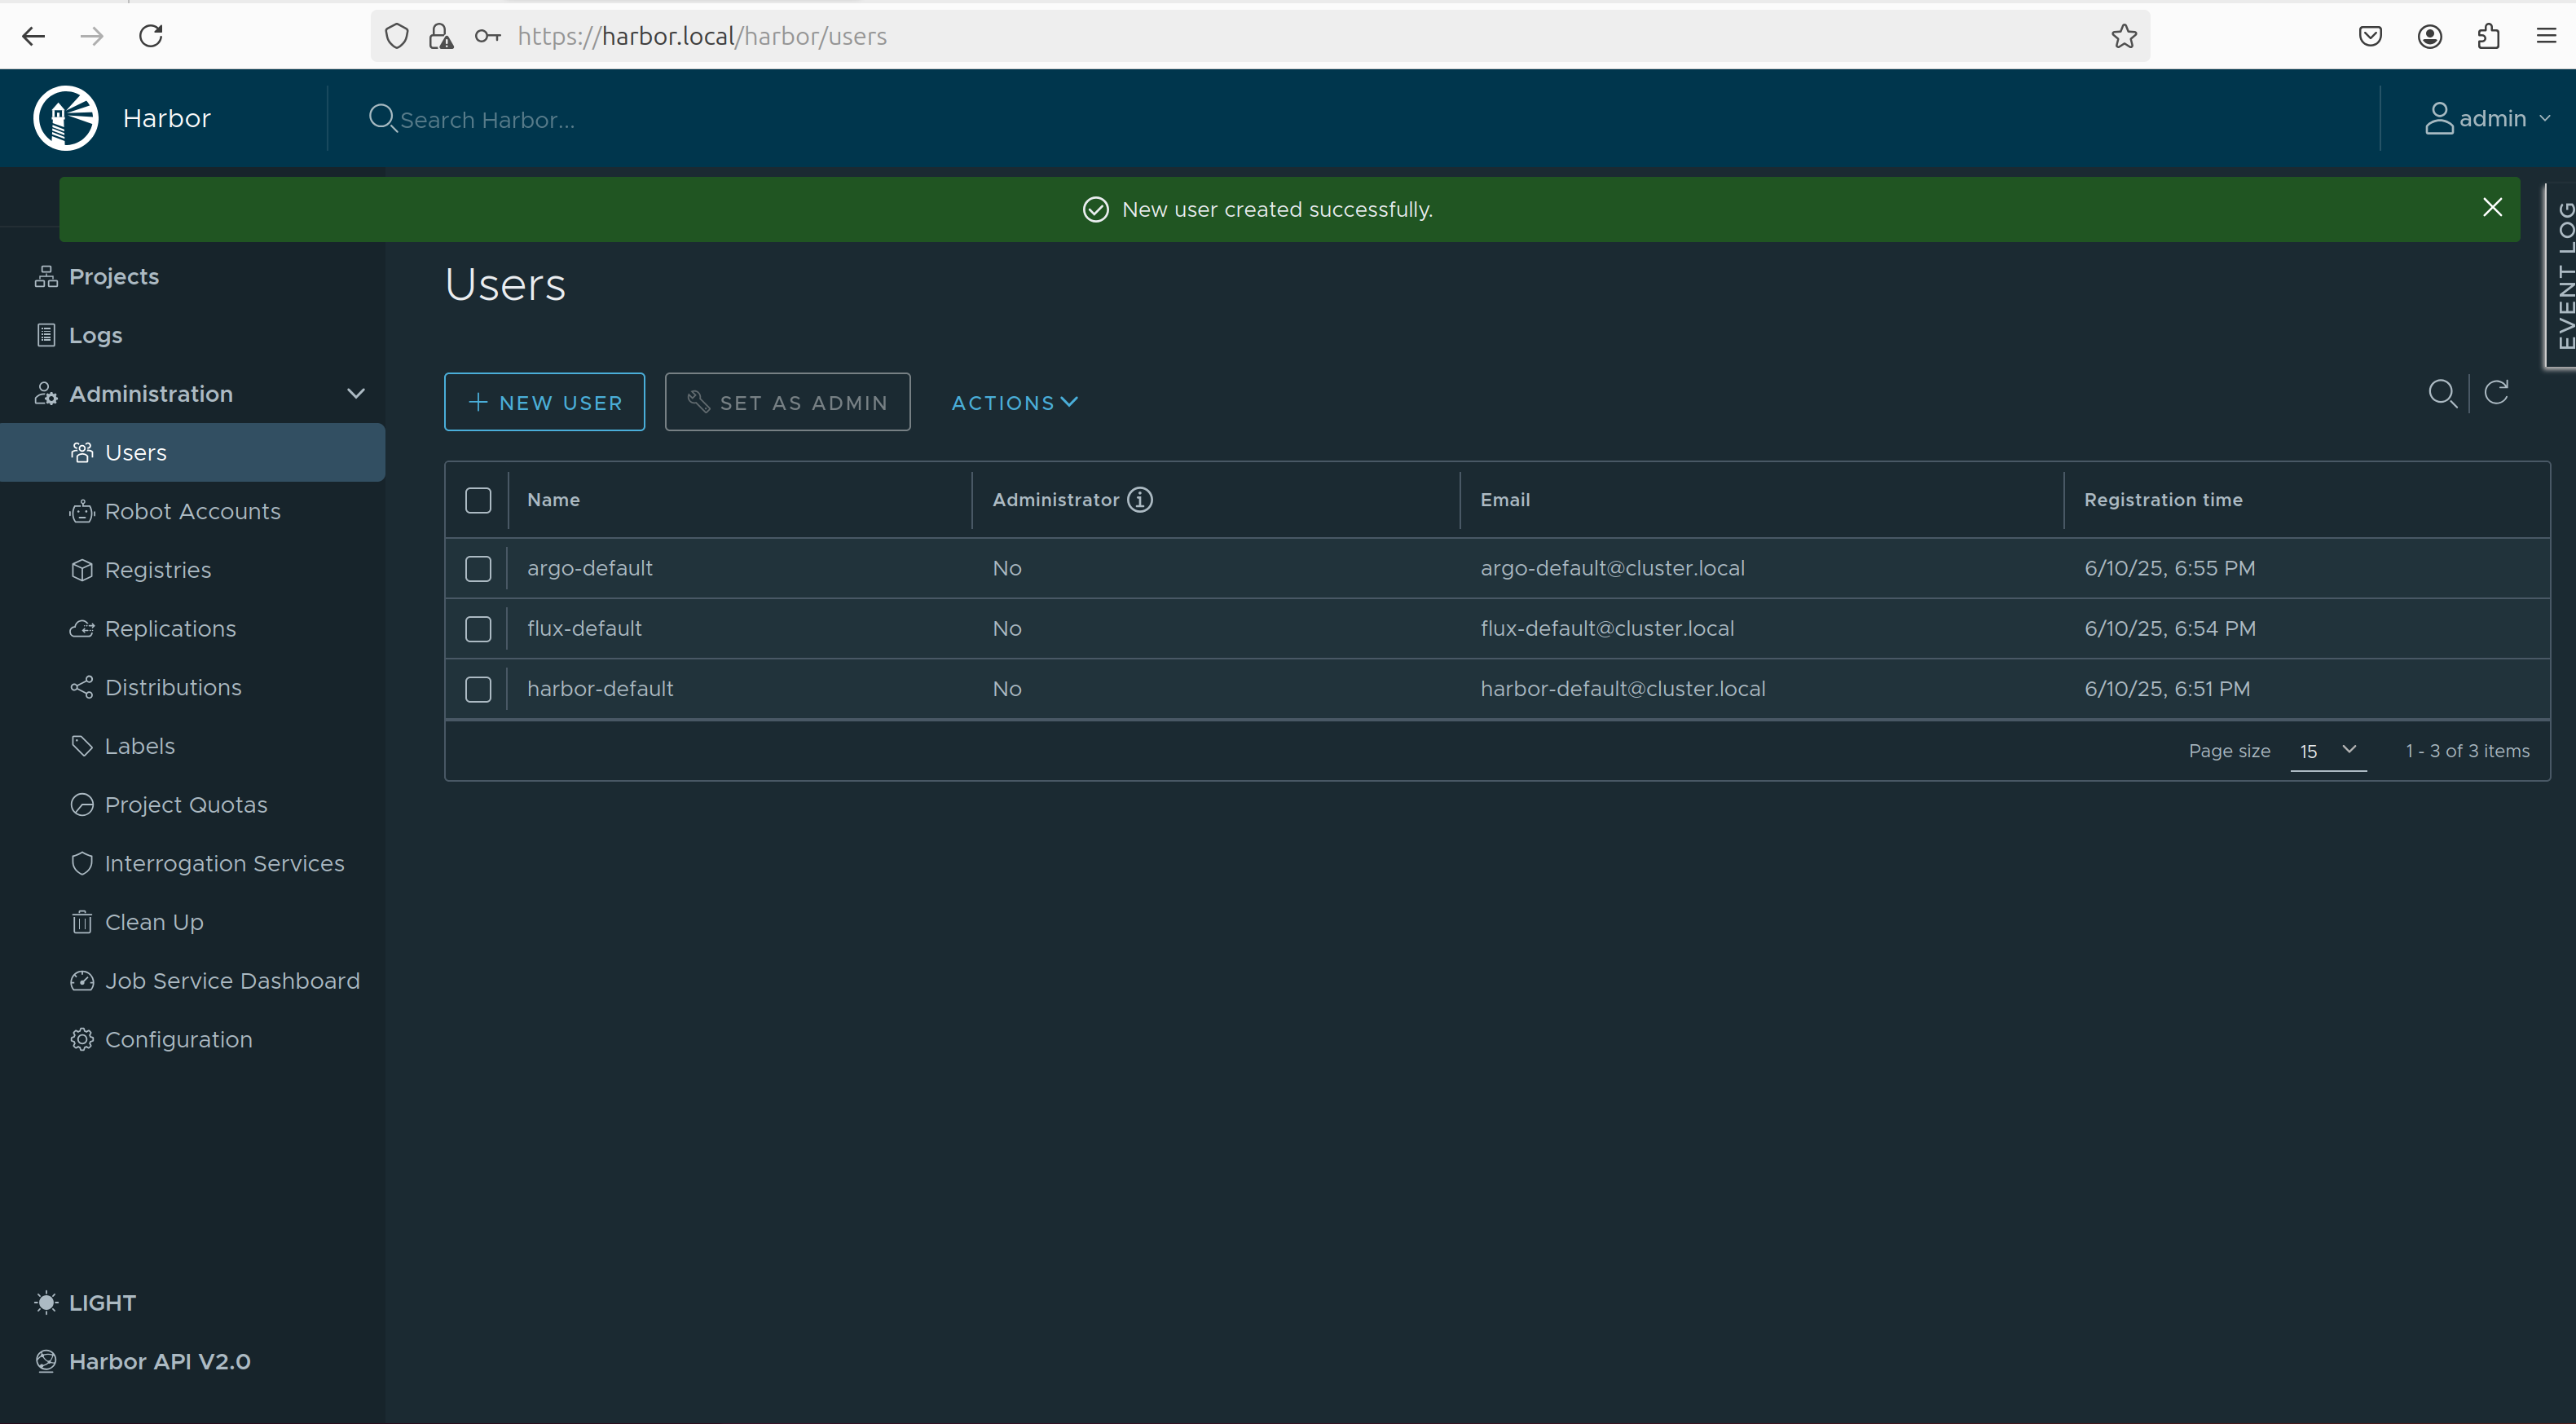 https://harbor.local/harbor/users
Harbor
Search Harbor...
admin
New user created successfully.
EVENT LOG
Projects
Logs
Administration
Users
Robot Accounts
Registries
Replications
Distributions
Labels
Project Quotas
Interrogation Services
Clean Up
Job Service Dashboard
Configuration
LIGHT
Harbor API V2.0
Users
NEW USER SET AS ADMIN ACTIONS
Name Administrator Email Registration time
argo-default No argo-default@cluster.local 6/10/25, 6:55 PM
flux-default No flux-default@cluster.local 6/10/25, 6:54 PM
harbor-default No harbor-default@cluster.local 6/10/25, 6:51 PM
Page size 15 1 - 3 of 3 items